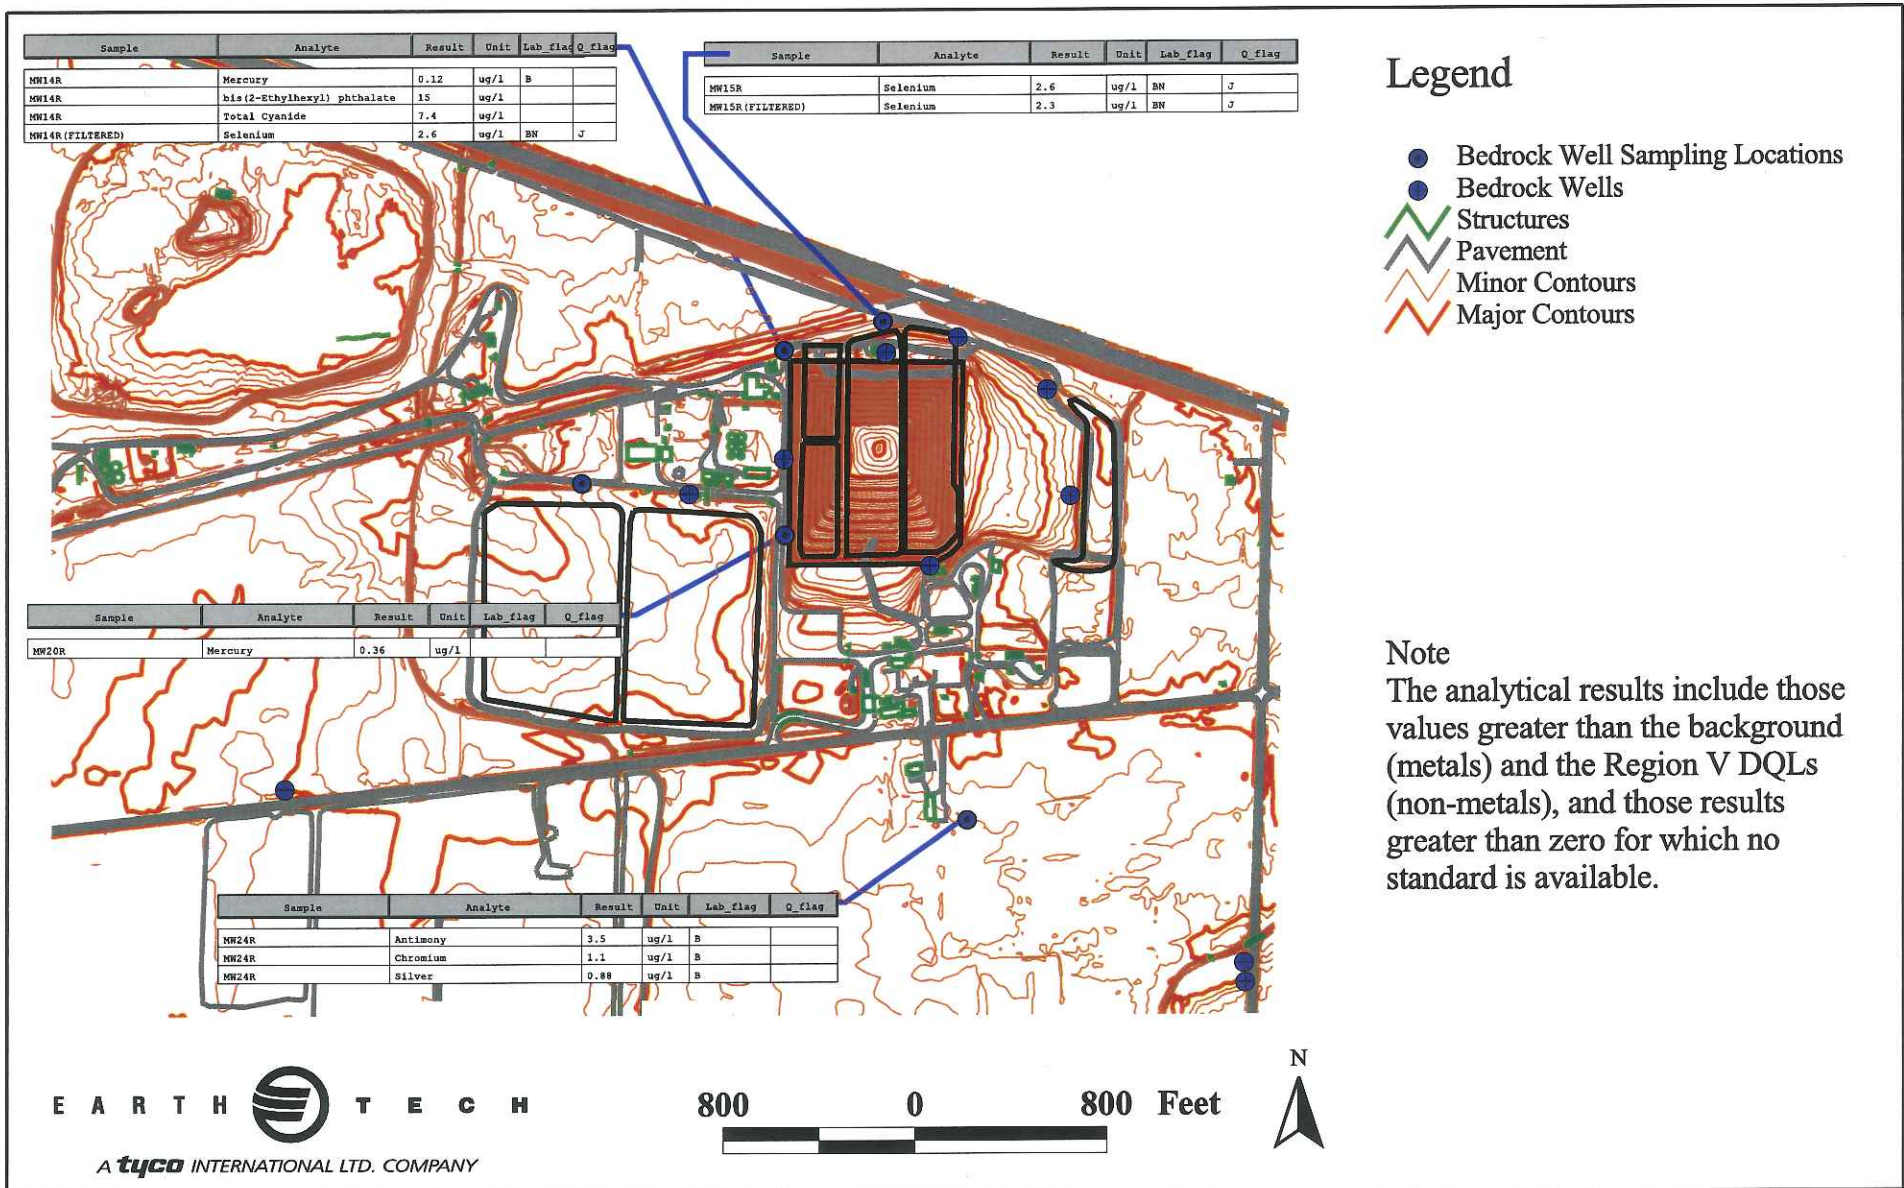 Sample Analyte Result Unit Lab_flag Q_flag
MW14R Mercury 0.12 ug/l B
MW14R bis(2-Ethylhexyl) phthalate 15 ug/l
MW14R Total Cyanide 7.4 ug/l
MW14R(FILTERED) Selenium 2.6 ug/l BN J
Sample Analyte Result Unit Lab_flag Q_flag
MW15R Selenium 2.6 ug/l BN J
MW15R(FILTERED) Selenium 2.3 ug/l BN J
Legend
Bedrock Well Sampling Locations
Bedrock Wells
Structures
Pavement
Minor Contours
Major Contours
Sample Analyte Result Unit Lab_flag Q_flag
MW20R Mercury 0.36 ug/l
Note
The analytical results include those
values greater than the background
(metals) and the Region V DQLs
(non-metals), and those results
greater than zero for which no
standard is available.
Sample Analyte Result Unit Lab_flag Q_flag
MW24R Antimony 3.5 ug/l B
MW24R Chromium 1.1 ug/l B
MW24R Silver 0.88 ug/l B
EARTH TECH
A tyco INTERNATIONAL LTD. COMPANY
800 0 800 Feet
N